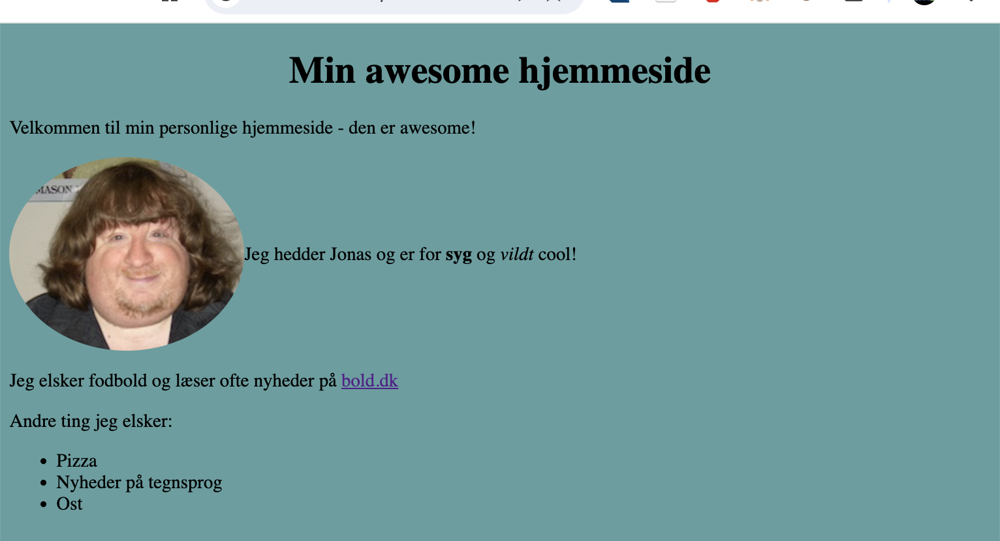 Min awesome hjemmeside
Velkommen til min personlige hjemmeside - den er awesome!
MASON
Jeg hedder Jonas og er for syg og vildt cool!
Jeg elsker fodbold og læser ofte nyheder på bold.dk
Andre ting jeg elsker:
• Pizza
• Nyheder på tegnsprog
• Ost